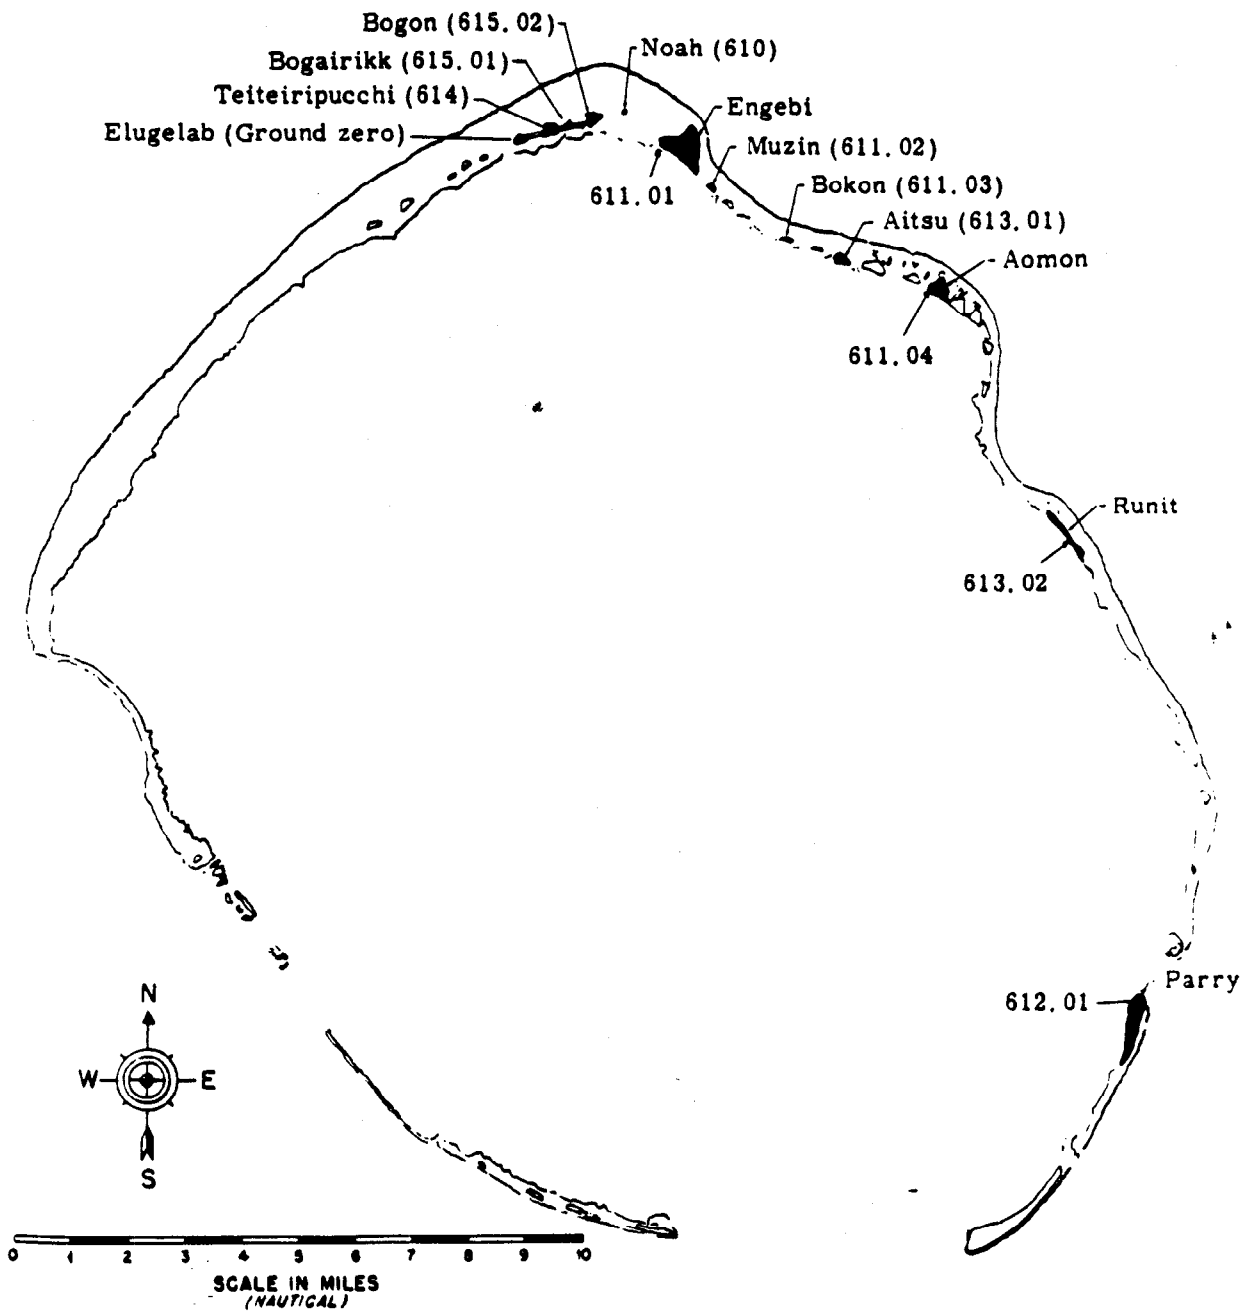 Bogon (615.02)
Noah (610)
Bogairikk (615.01)
Teiteiripucchi (614)
Engebi
Elugelab (Ground zero)
Muzin (611.02)
611.01
Bokon (611.03)
Aitsu (613.01)
Aomon
611.04
Runit
613.02
Parry
612.01
N
W E
S
0 1 2 3 4 5 6 7 8 9 10
SCALE IN MILES
(NAUTICAL)